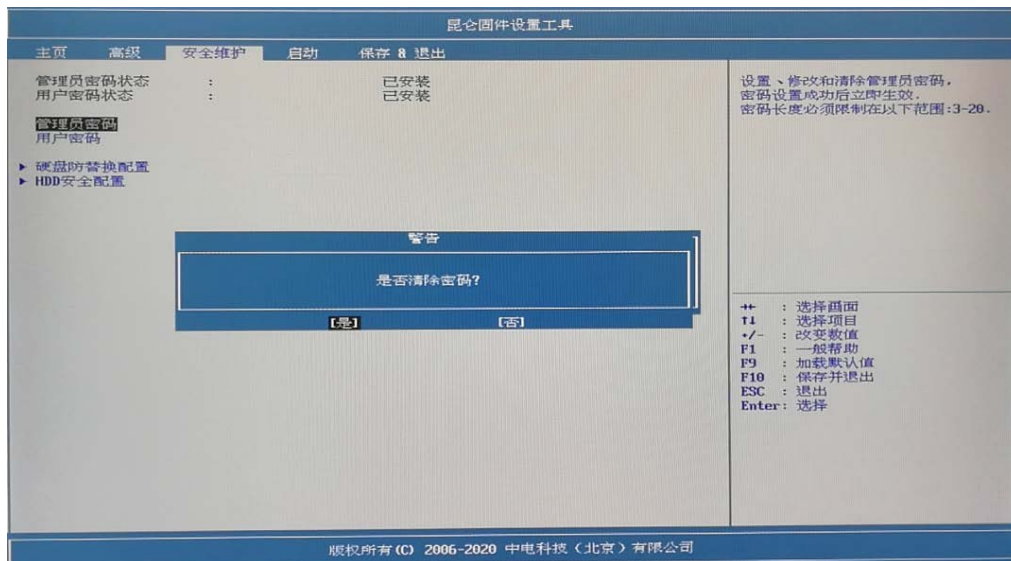 昆仑固件设置工具
主页 高级 安全维护 启动 保存 & 退出
管理员密码状态 : 已安装
用户密码状态 : 已安装
管理员密码
用户密码
▶ 硬盘防替换配置
▶ HDD安全配置
设置、修改和清除管理员密码.
密码设置成功后立即生效.
密码长度必须限制在以下范围:3-20.
警告
是否清除密码?
[是] [否]
→← : 选择画面
↑↓ : 选择项目
+/- : 改变数值
F1 : 一般帮助
F9 : 加载默认值
F10 : 保存并退出
ESC : 退出
Enter: 选择
版权所有(C) 2006-2020 中电科技（北京）有限公司